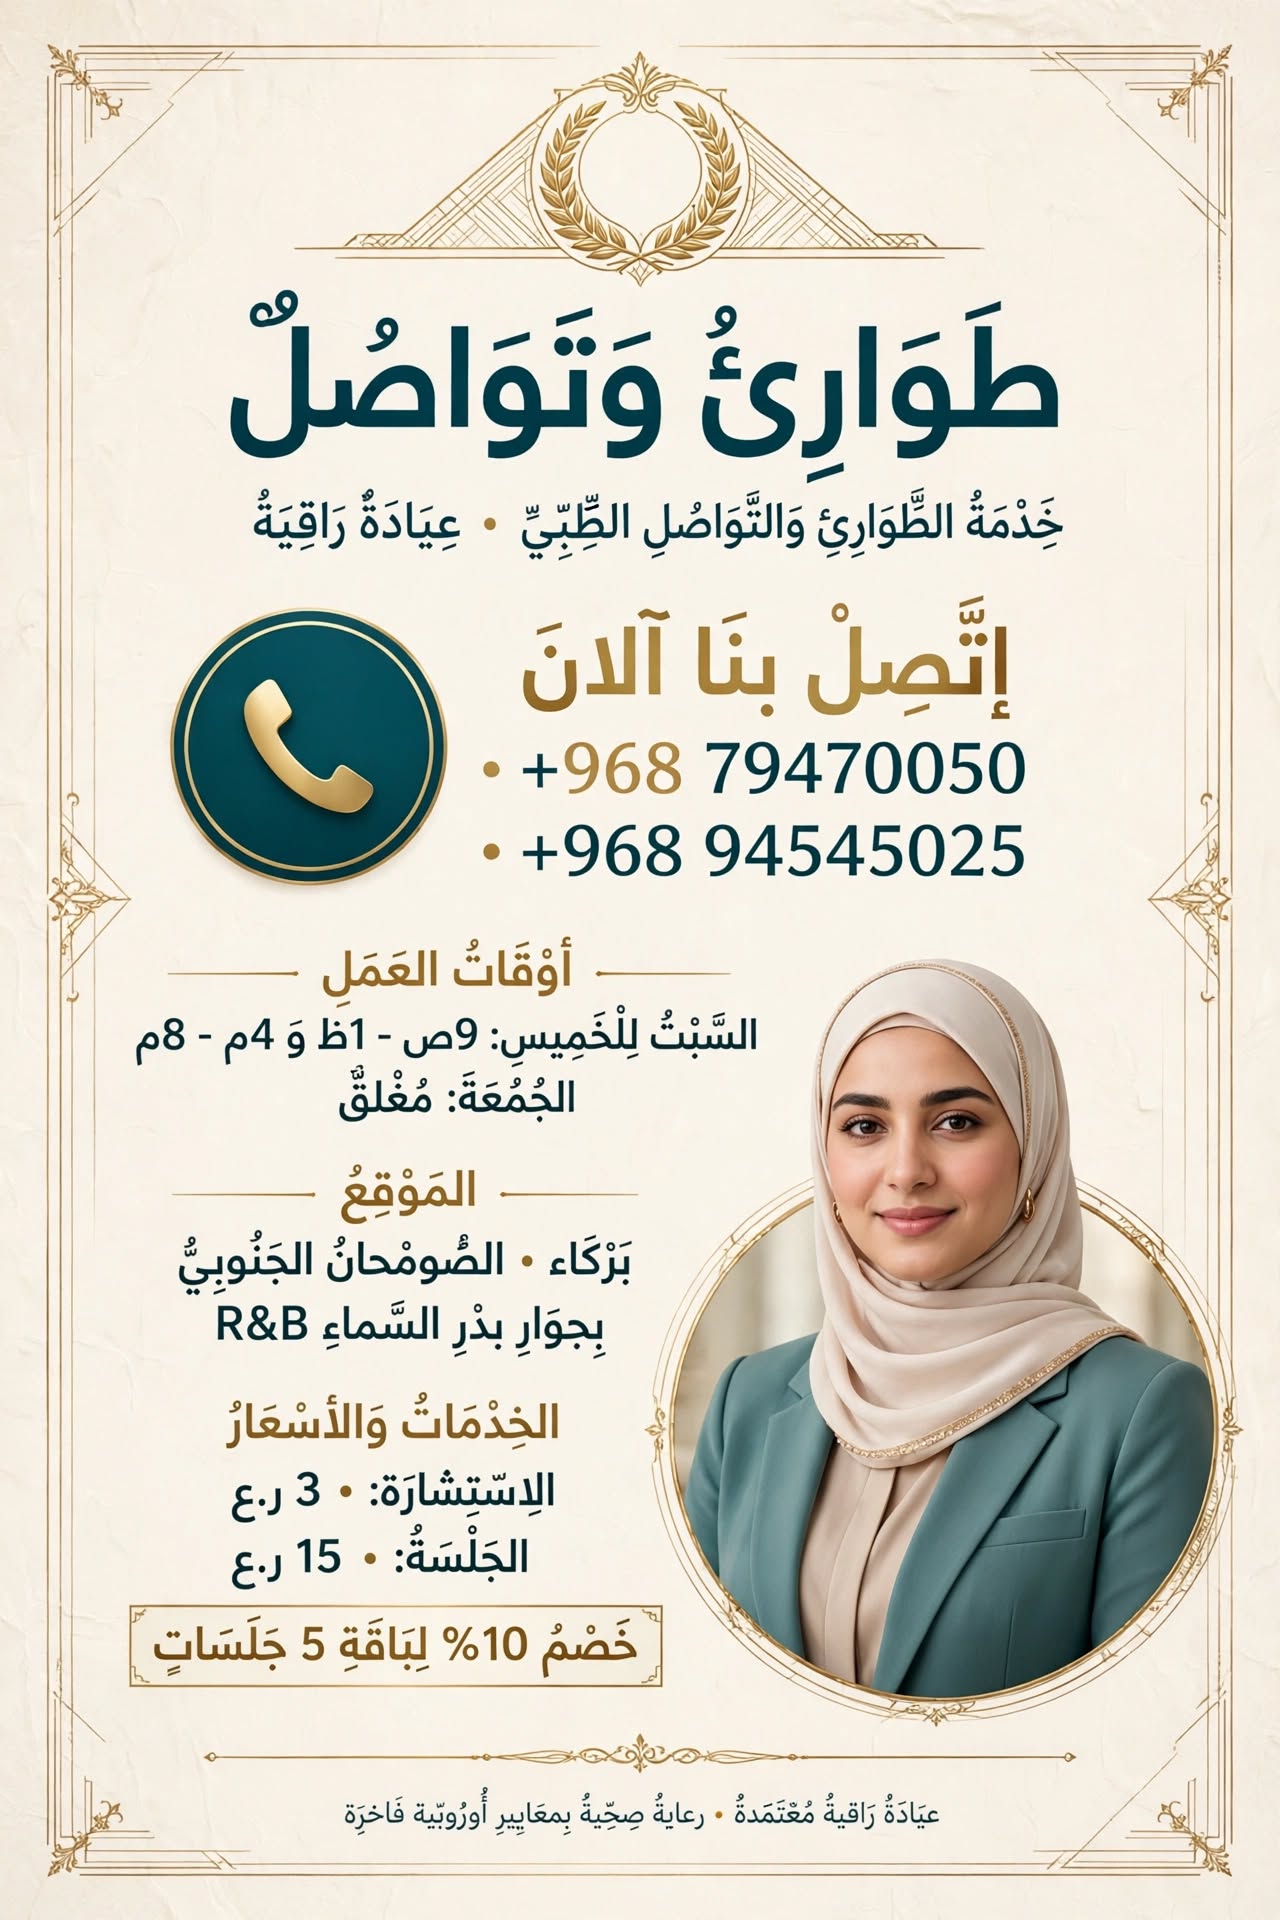 طَوَارِئُ وَتَوَاصُلٌ
خَِدْمَةُ الطَّوَارِئِ وَالتَّوَاصُلِ الطِّبِّيِّ • عِيَادَةٌ رَاقِيَةُ
إتَّصِلْ بنَا آلانَ
• +968 79470050
• +968 94545025
أوْقَاتُ العَمَلِ
السَّبْتُ لِلْخَمِيسِ: 9ص - 1ظ وَ 4م - 8م
الجُمُعَةَ: مُغْلقٌّ
المَوْقِعُ
بَرْكَاء • الصُّومْحانُ الجَنُوبِيُّ
بِجوَارِ بدْرِ السَّماءِ R&B
الخِدْمَاتُ وَالأسْعَارُ
الِاسّتِشارَة: • 3 ر.ع
الجَلْسَةُ: • 15 ر.ع
خَصْمُ 10% لِبَاقَةِ 5 جَلَسَاتٍ
عيَادَةُ رَاقيةُ مُعْتَمَدةُ • رعايةُ صِحِّيةُ بِمعَايِيرِ أُورُوبّية فَاخرَةِ